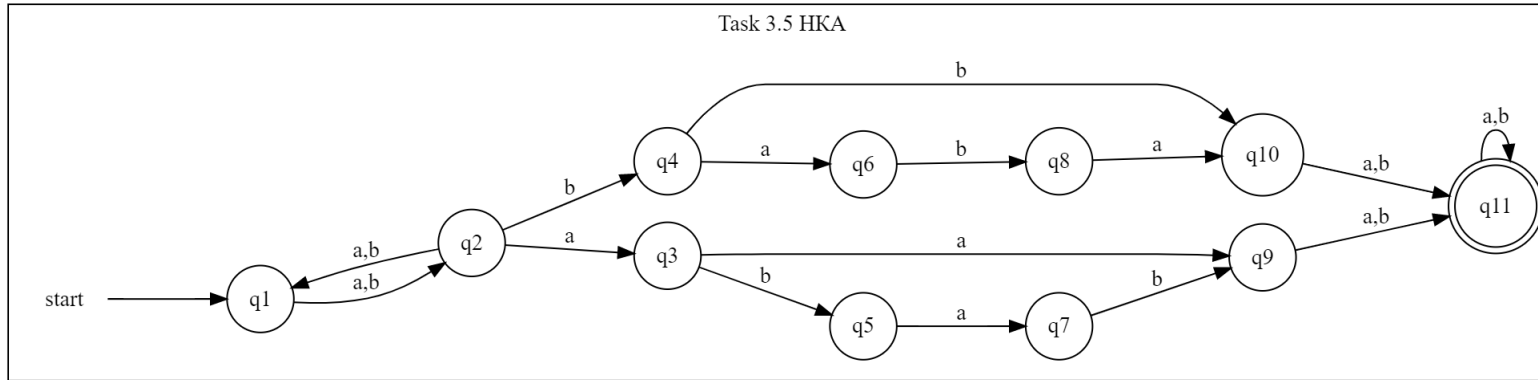 Task 3.5 НКА
b
a,b
q4
a
q6
b
q8
a
q10
a,b
q11
b
a,b
q2
a
q3
a
q9
a,b
a,b
b
b
start
q1
q5
a
q7